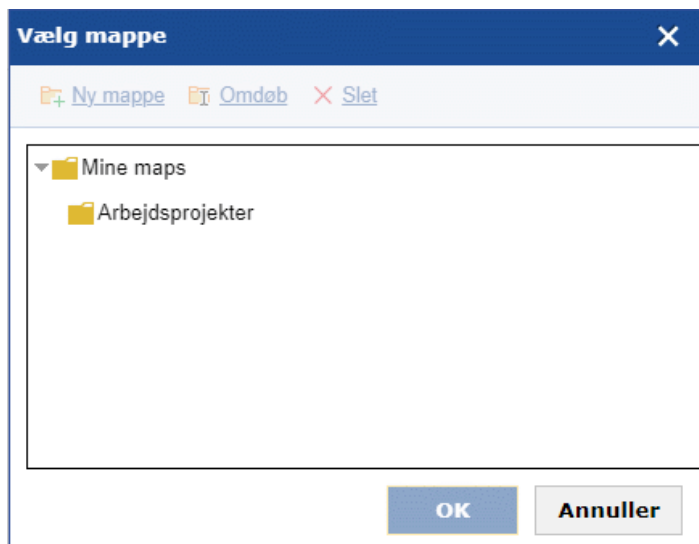 Vælg mappe
Ny mappe Omdøb Slet
Mine maps
Arbejdsprojekter
OK Annuller